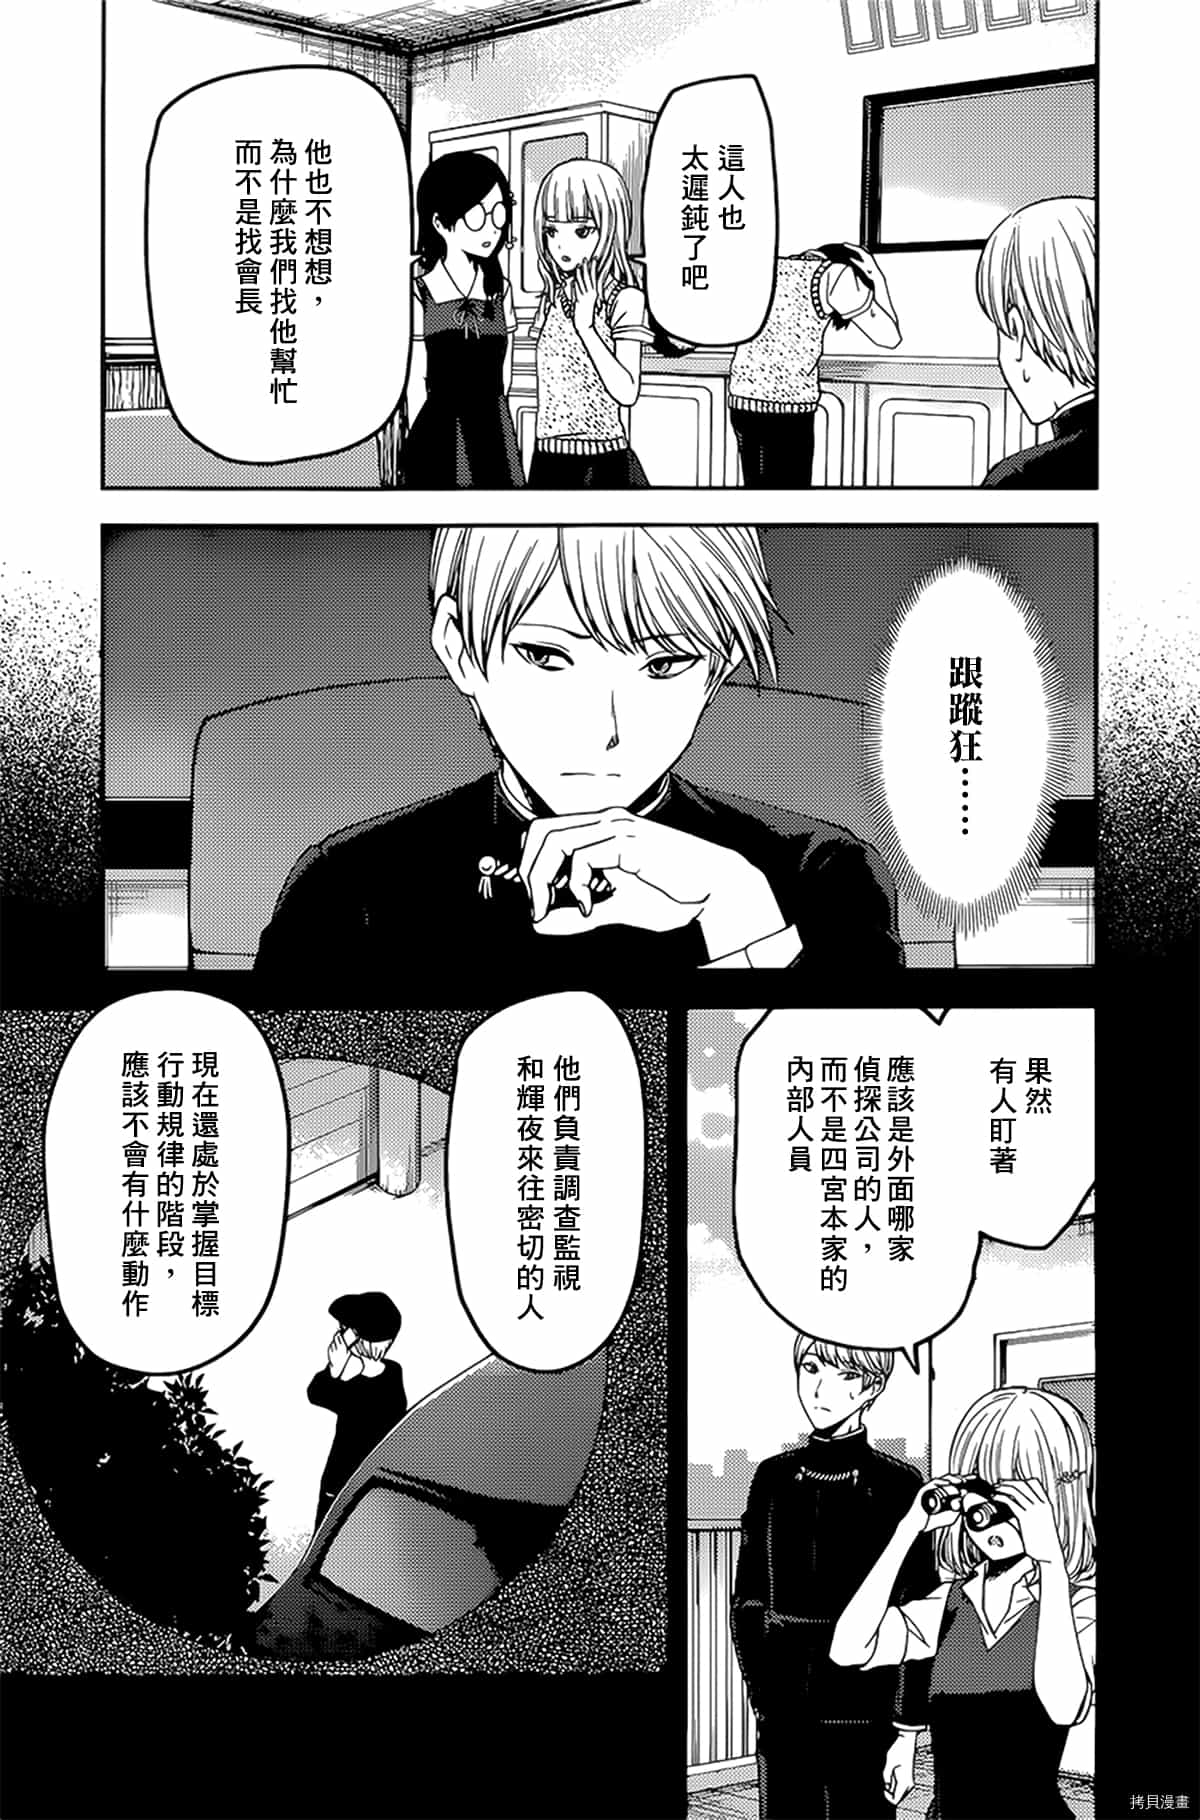 這人也
太遲鈍了吧
他也不想想，
為什麼我們找他幫忙
而不是找會長
跟蹤狂……
果然
有人盯著
應該是外面哪家
偵探公司的人，
而不是四宮本家的
內部人員
他們負責調查監視
和輝夜來往密切的人
現在還處於掌握目標
行動規律的階段，
應該不會有什麼動作
拷貝漫畫